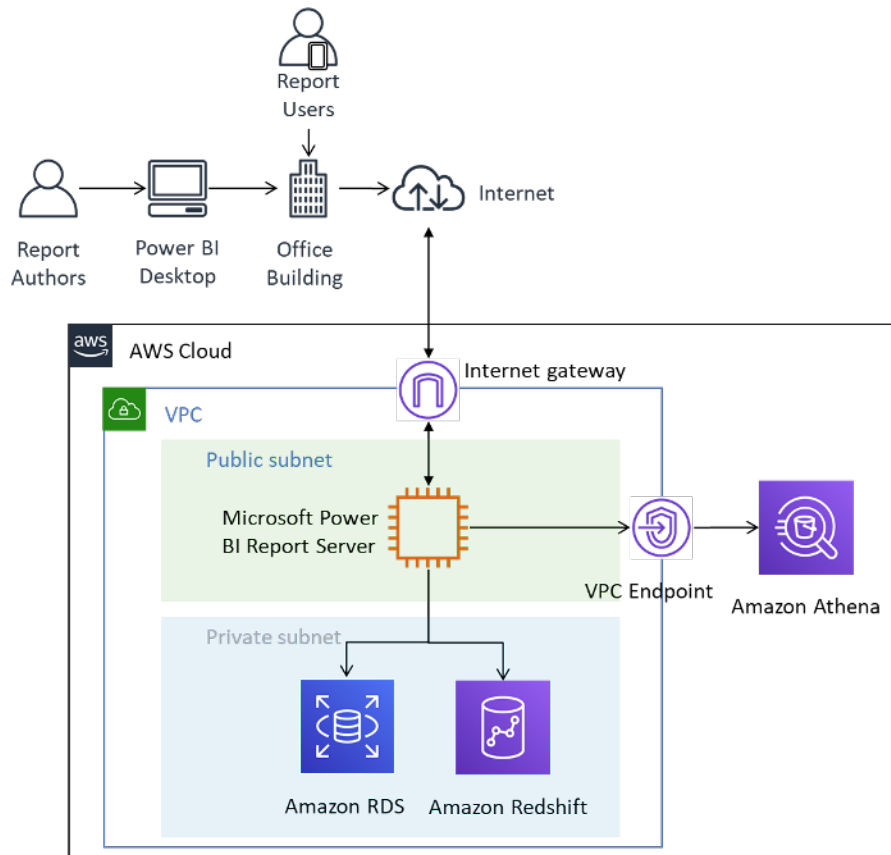 Report
Users
Internet
Report
Authors
Power BI
Desktop
Office
Building
aws
AWS Cloud
Internet gateway
VPC
Public subnet
Microsoft Power
BI Report Server
VPC Endpoint
Amazon Athena
Private subnet
Amazon RDS
Amazon Redshift